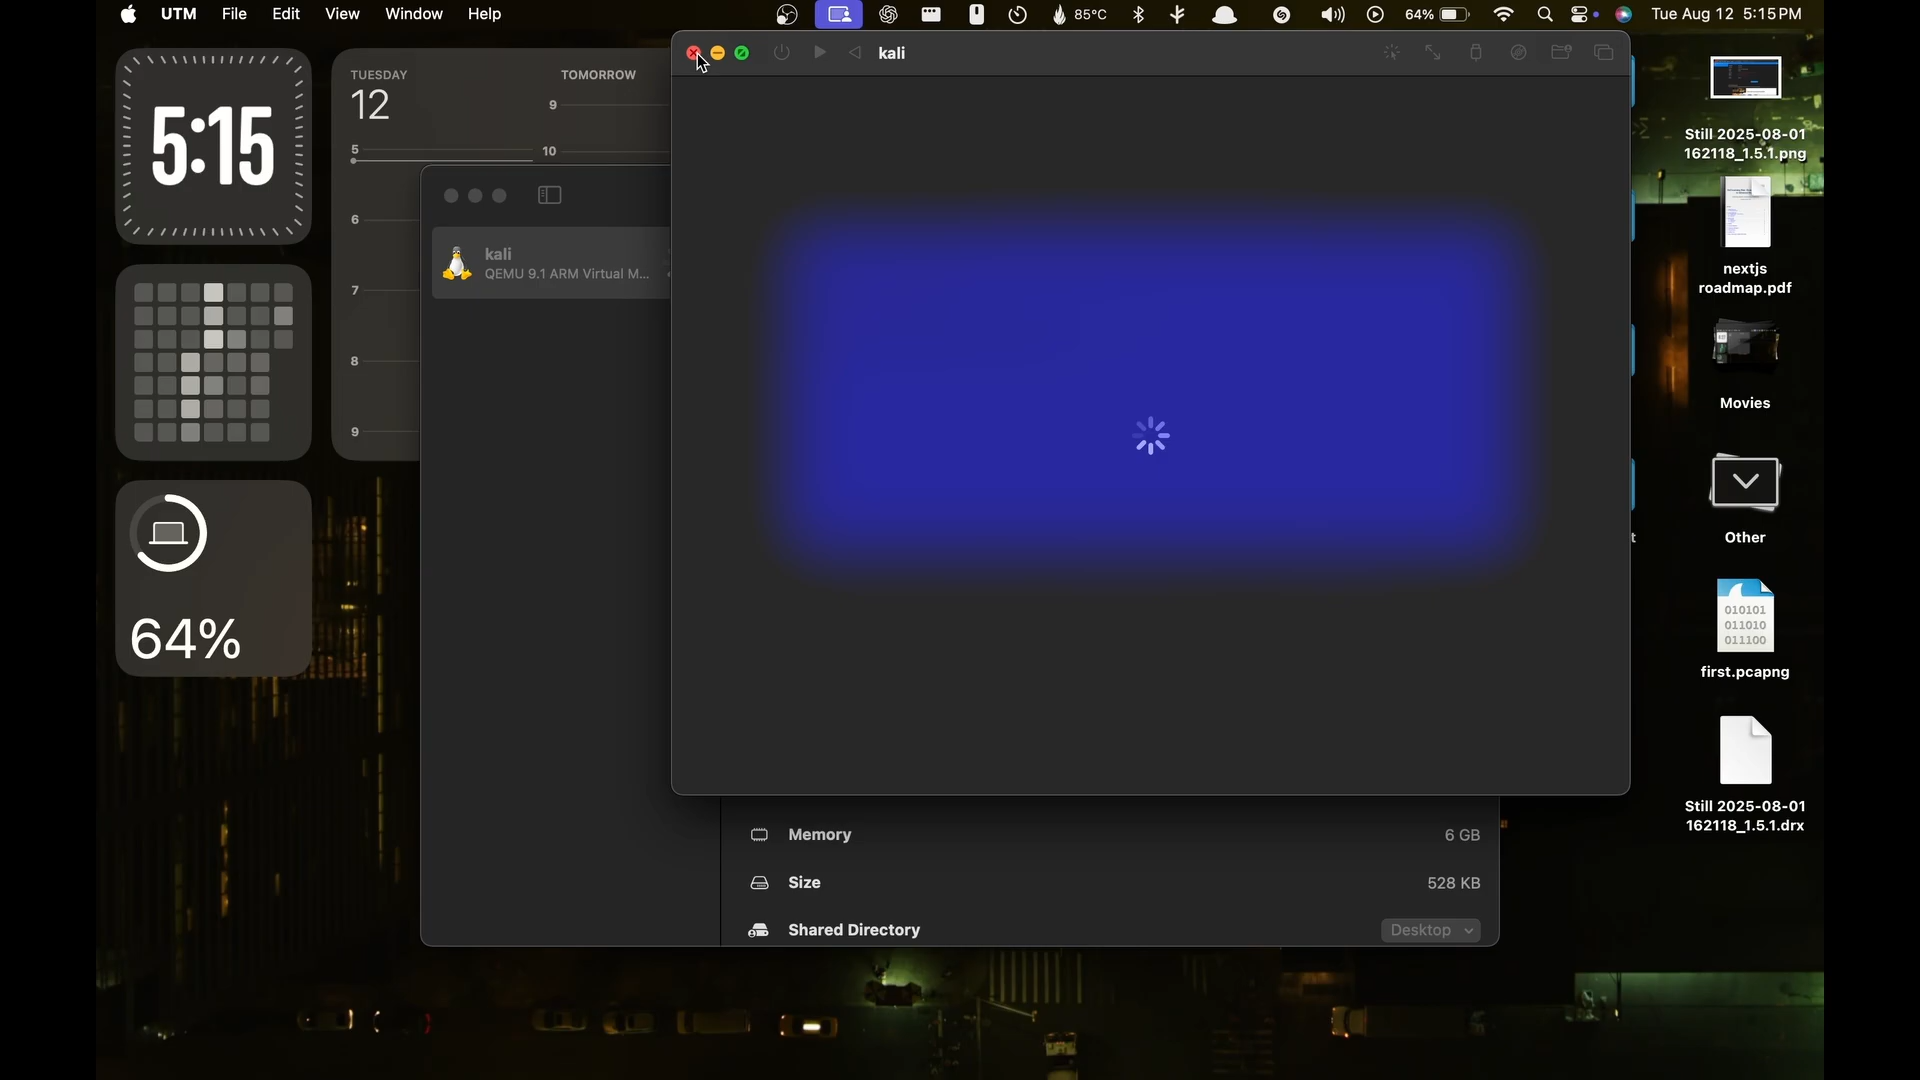 UTM File Edit View Window Help 85°C 64% Tue Aug 12 5:15 PM
5:15
TUESDAY
12
TOMORROW
9
10
5
6
7
8
9
64%
kali
QEMU 9.1 ARM Virtual M...
kali
Memory 6 GB
Size 528 KB
Shared Directory Desktop
Still 2025-08-01
162118_1.5.1.png
nextjs
roadmap.pdf
Movies
Other
t
010101
011010
011100
first.pcapng
Still 2025-08-01
162118_1.5.1.drx